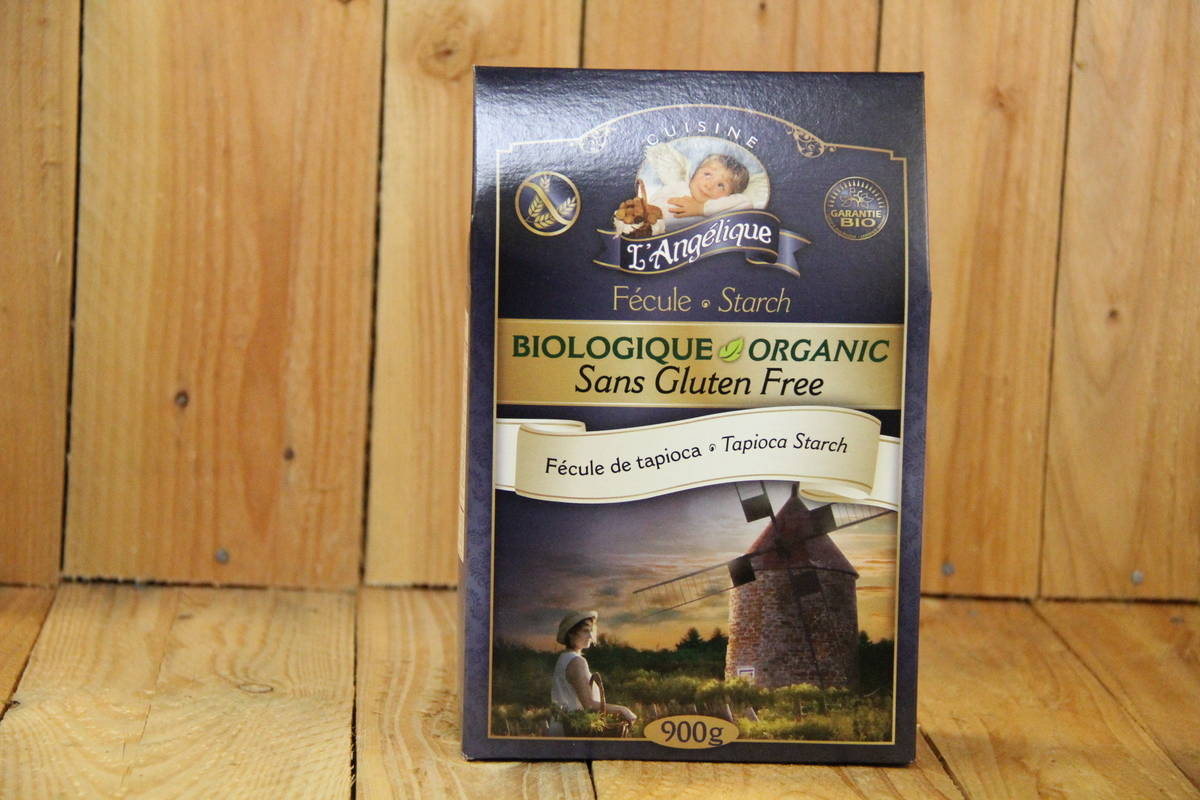 CUISINE
L'Angélique
GARANTIE
BIO
Fécule • Starch
BIOLOGIQUE ORGANIC
Sans Gluten Free
Fécule de tapioca • Tapioca Starch
900g